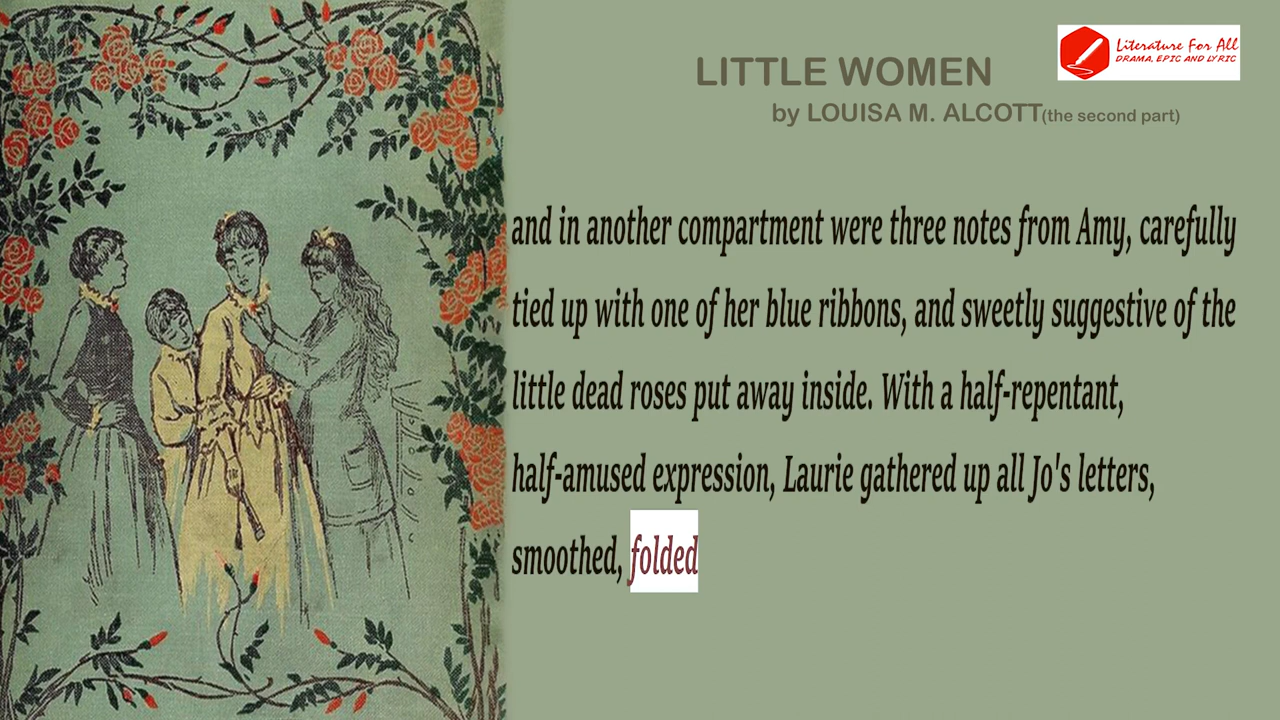 LITTLE WOMEN
by LOUISA M. ALCOTT(the second part)
Literature For All
DRAMA, EPIC AND LYRIC
and in another compartment were three notes from Amy, carefully
tied up with one of her blue ribbons, and sweetly suggestive of the
little dead roses put away inside. With a half-repentant,
half-amused expression, Laurie gathered up all Jo's letters,
smoothed, folded